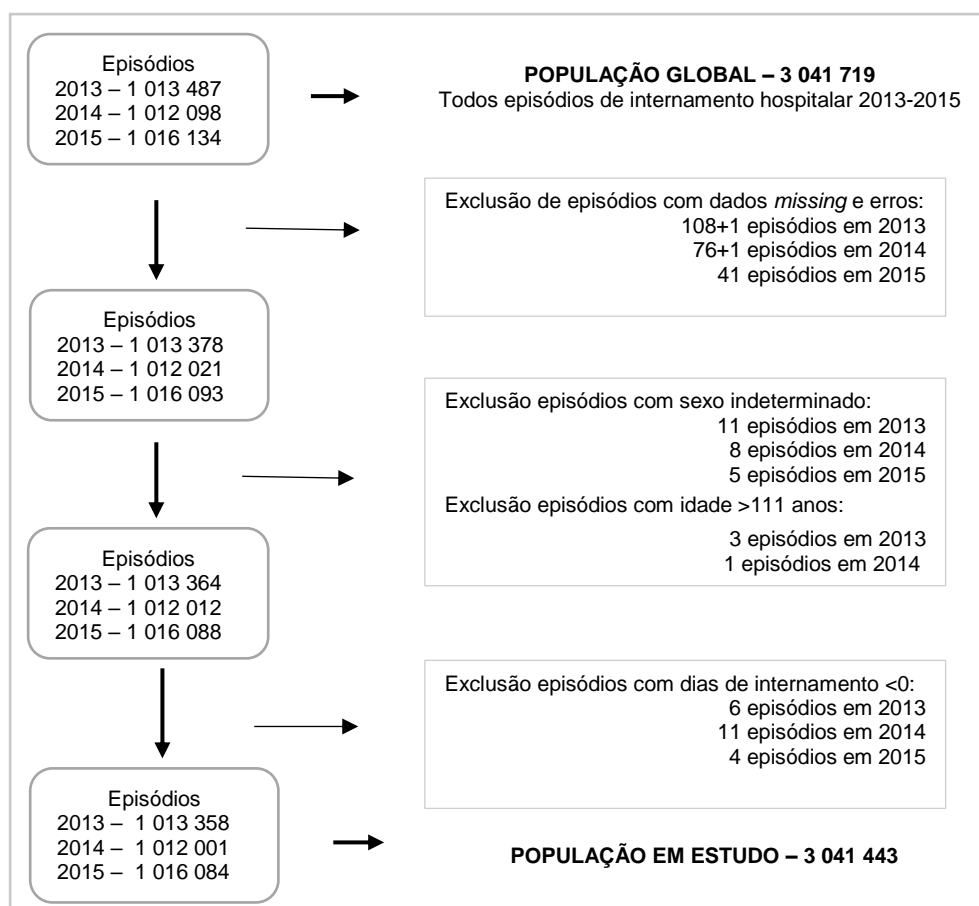 Episódios
2013 – 1 013 487
2014 – 1 012 098
2015 – 1 016 134
POPULAÇÃO GLOBAL – 3 041 719
Todos episódios de internamento hospitalar 2013-2015
Exclusão de episódios com dados missing e erros:
108+1 episódios em 2013
76+1 episódios em 2014
41 episódios em 2015
Episódios
2013 – 1 013 378
2014 – 1 012 021
2015 – 1 016 093
Exclusão episódios com sexo indeterminado:
11 episódios em 2013
8 episódios em 2014
5 episódios em 2015
Exclusão episódios com idade >111 anos:
3 episódios em 2013
1 episódios em 2014
Episódios
2013 – 1 013 364
2014 – 1 012 012
2015 – 1 016 088
Exclusão episódios com dias de internamento <0:
6 episódios em 2013
11 episódios em 2014
4 episódios em 2015
Episódios
2013 – 1 013 358
2014 – 1 012 001
2015 – 1 016 084
POPULAÇÃO EM ESTUDO – 3 041 443